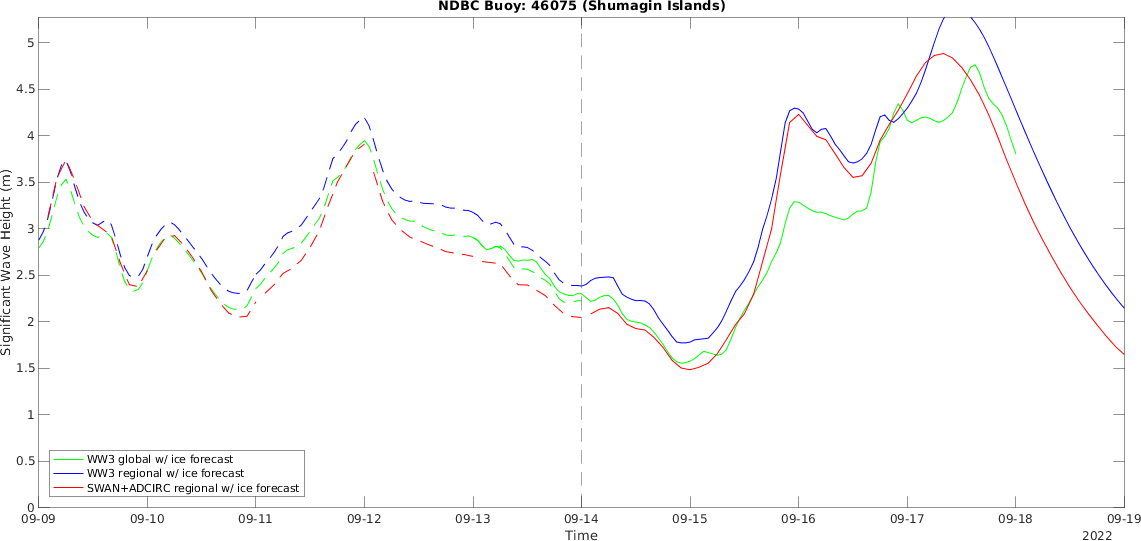 NDBC Buoy: 46075 (Shumagin Islands)
5
4.5
4
3.5
3
2.5
2
1.5
1
0.5
0
Significant Wave Height (m)
WW3 global w/ ice forecast
WW3 regional w/ ice forecast
SWAN+ADCIRC regional w/ ice forecast
09-09 09-10 09-11 09-12 09-13 09-14 09-15 09-16 09-17 09-18 09-19
Time
2022